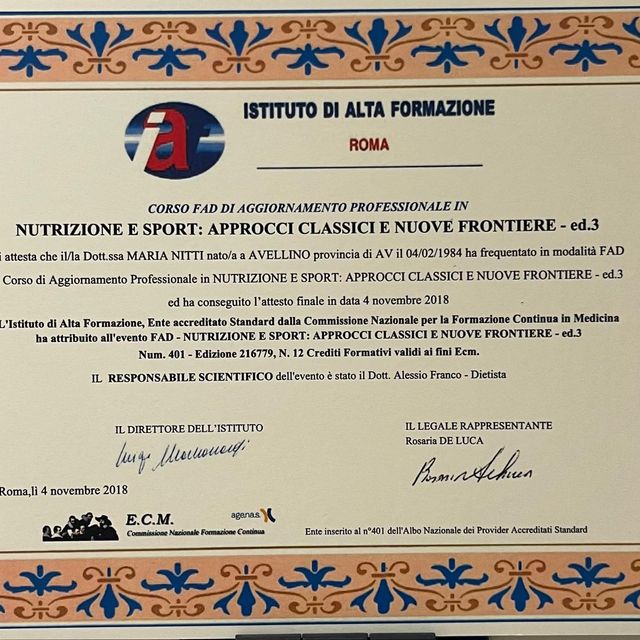 iaf
ISTITUTO DI ALTA FORMAZIONE
ROMA
CORSO FAD DI AGGIORNAMENTO PROFESSIONALE IN
NUTRIZIONE E SPORT: APPROCCI CLASSICI E NUOVE FRONTIERE - ed.3
i attesta che il/la Dott.ssa MARIA NITTI nato/a a AVELLINO provincia di AV il 04/02/1984 ha frequentato in modalità FAD
Corso di Aggiornamento Professionale in NUTRIZIONE E SPORT: APPROCCI CLASSICI E NUOVE FRONTIERE - ed.3
ed ha conseguito l'attesto finale in data 4 novembre 2018
L'Istituto di Alta Formazione, Ente accreditato Standard dalla Commissione Nazionale per la Formazione Continua in Medicina
ha attribuito all'evento FAD - NUTRIZIONE E SPORT: APPROCCI CLASSICI E NUOVE FRONTIERE - ed.3
Num. 401 - Edizione 216779, N. 12 Crediti Formativi validi ai fini Ecm.
IL RESPONSABILE SCIENTIFICO dell'evento è stato il Dott. Alessio Franco - Dietista
IL DIRETTORE DELL'ISTITUTO
IL LEGALE RAPPRESENTANTE
Rosaria DE LUCA
Roma,lì 4 novembre 2018
E.C.M.
Commissione Nazionale Formazione Continua
agenas
Ente inserito al n°401 dell'Albo Nazionale dei Provider Accreditati Standard